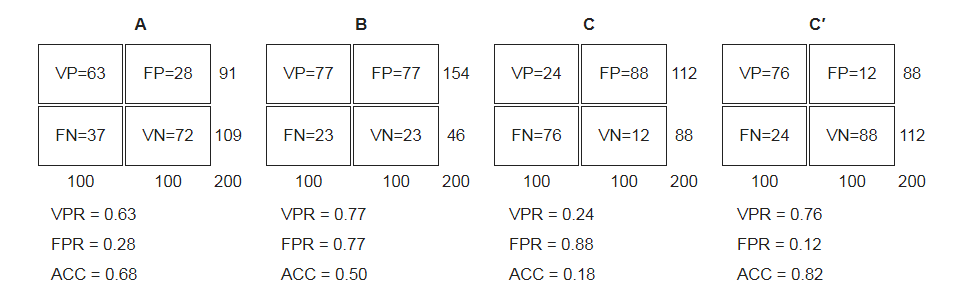 A B C C′
VP=63 FP=28 91 VP=77 FP=77 154 VP=24 FP=88 112 VP=76 FP=12 88
FN=37 VN=72 109 FN=23 VN=23 46 FN=76 VN=12 88 FN=24 VN=88 112
100 100 200 100 100 200 100 100 200 100 100 200
VPR = 0.63 VPR = 0.77 VPR = 0.24 VPR = 0.76
FPR = 0.28 FPR = 0.77 FPR = 0.88 FPR = 0.12
ACC = 0.68 ACC = 0.50 ACC = 0.18 ACC = 0.82